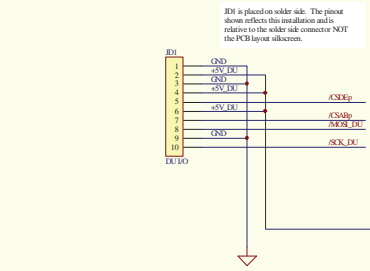 JD1 is placed on solder side. The pinout
shown reflects this installation and is
relative to the solder side connector NOT
the PCB layout silkscreen.
JD1
1 GND
2 +5V_DU
3 GND
4 +5V_DU
5 /CSDEp
6 +5V_DU
7 /CSABp
8 /MOSI_DU
9 GND
10 /SCK_DU
DU I/O